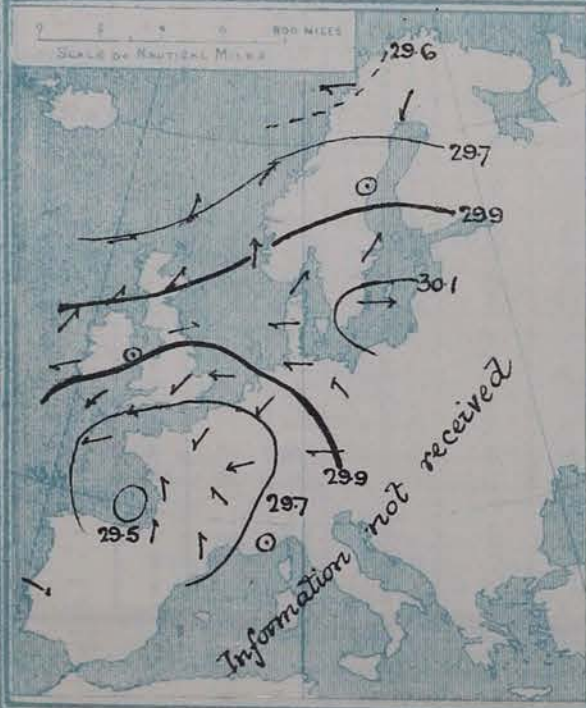 800 MILES
SCALE OF NAUTICAL MILES
29.6
29.7
29.9
30.1
29.9
29.7
29.5
Information not received